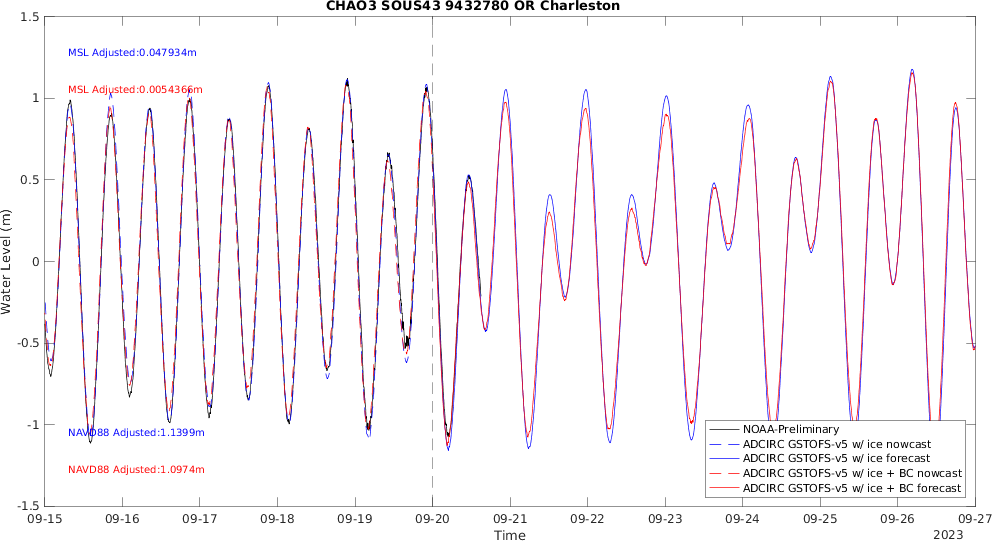 CHAO3 SOUS43 9432780 OR Charleston
1.5
1
0.5
0
-0.5
-1
-1.5
Water Level (m)
MSL Adjusted:0.047934m
MSL Adjusted:0.0054366m
NAVD88 Adjusted:1.1399m
NAVD88 Adjusted:1.0974m
NOAA-Preliminary
ADCIRC GSTOFS-v5 w/ ice nowcast
ADCIRC GSTOFS-v5 w/ ice forecast
ADCIRC GSTOFS-v5 w/ ice + BC nowcast
ADCIRC GSTOFS-v5 w/ ice + BC forecast
09-15 09-16 09-17 09-18 09-19 09-20 09-21 09-22 09-23 09-24 09-25 09-26 09-27
Time
2023